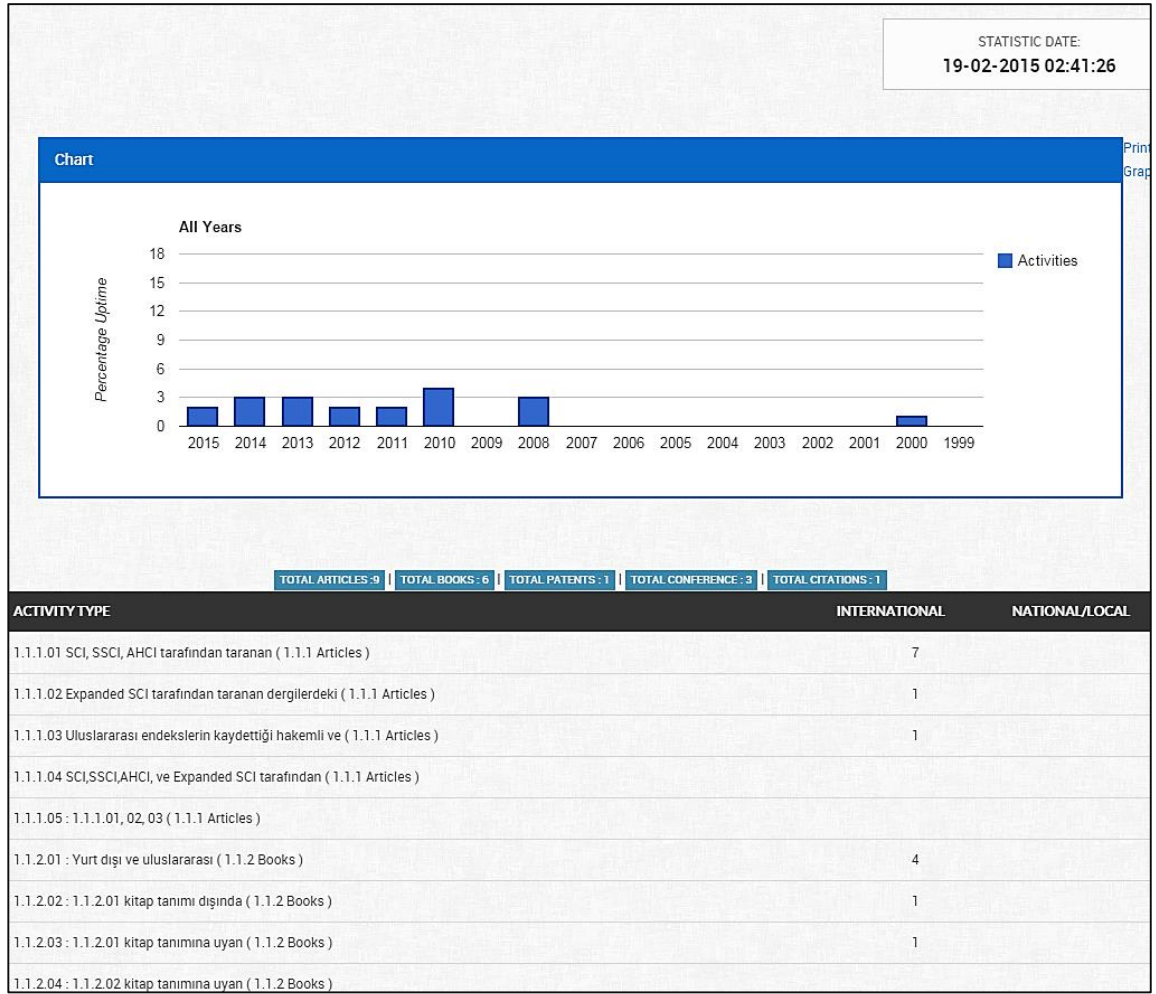 STATISTIC DATE:
19-02-2015 02:41:26
Chart
Print
Grap
All Years
18
15
12
9
6
3
0
Percentage Uptime
Activities
2015 2014 2013 2012 2011 2010 2009 2008 2007 2006 2005 2004 2003 2002 2001 2000 1999
TOTAL ARTICLES :9 | TOTAL BOOKS : 6 | TOTAL PATENTS : 1 | TOTAL CONFERENCE : 3 | TOTAL CITATIONS : 1
ACTIVITY TYPE INTERNATIONAL NATIONAL/LOCAL
1.1.1.01 SCI, SSCI, AHCI tarafından taranan ( 1.1.1 Articles ) 7
1.1.1.02 Expanded SCI tarafından taranan dergilerdeki ( 1.1.1 Articles ) 1
1.1.1.03 Uluslararası endekslerin kaydettiği hakemli ve ( 1.1.1 Articles ) 1
1.1.1.04 SCI,SSCI,AHCI, ve Expanded SCI tarafından ( 1.1.1 Articles )
1.1.1.05 : 1.1.1.01, 02, 03 ( 1.1.1 Articles )
1.1.2.01 : Yurt dışı ve uluslararası ( 1.1.2 Books ) 4
1.1.2.02 : 1.1.2.01 kitap tanımı dışında ( 1.1.2 Books ) 1
1.1.2.03 : 1.1.2.01 kitap tanımına uyan ( 1.1.2 Books ) 1
1.1.2.04 : 1.1.2.02 kitap tanımına uyan ( 1.1.2 Books )